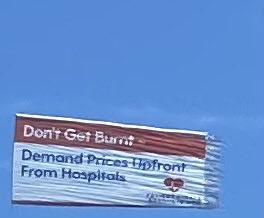 Don't Get Burnt -
Demand Prices Upfront
From Hospitals